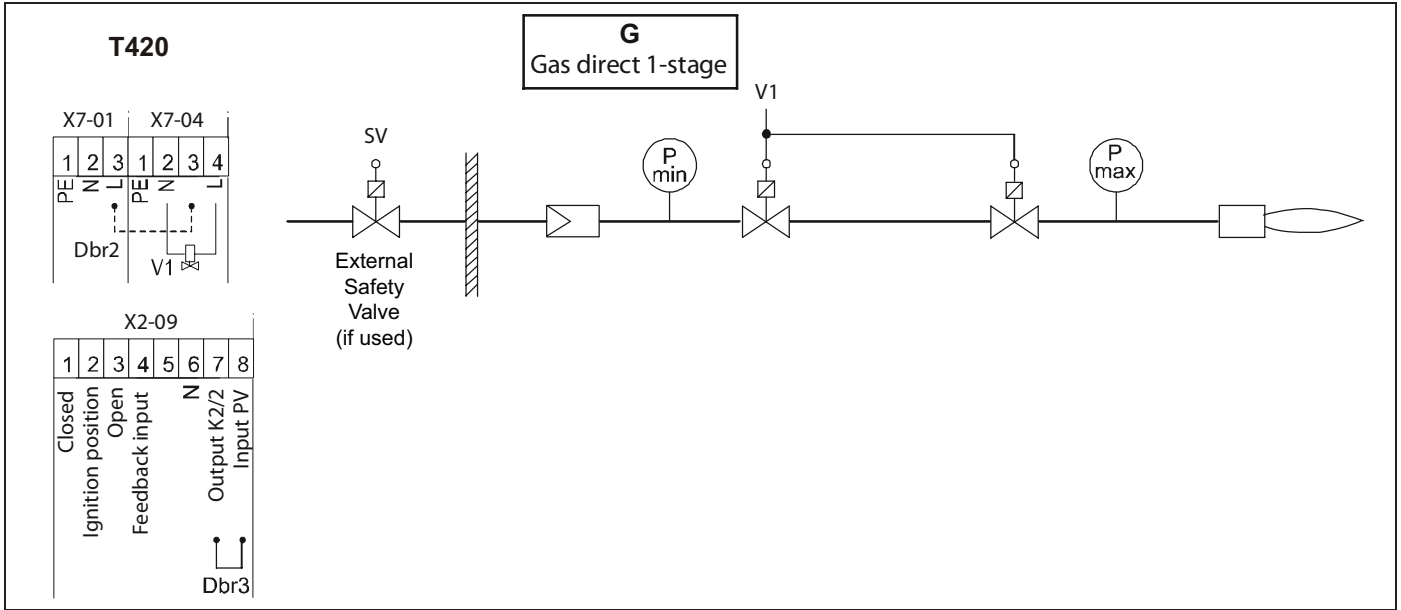 T420
G
Gas direct 1-stage
X7-01 X7-04
1 2 3 1 2 3 4
PE N L PE N L
Dbr2
V1
X2-09
1 2 3 4 5 6 7 8
Closed
Ignition position
Open
Feedback input
N
Output K2/2
Input PV
Dbr3
SV
External
Safety
Valve
(if used)
P
min
V1
P
max